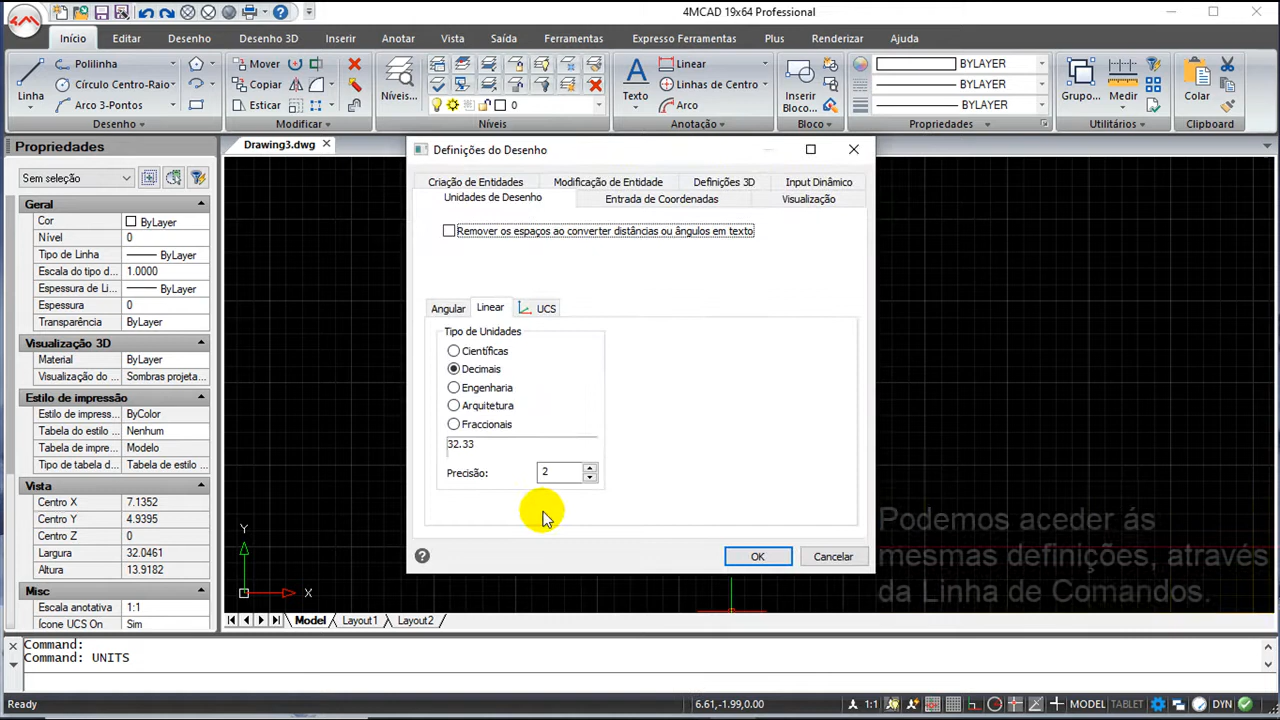 4MCAD 19x64 Professional
Início Editar Desenho Desenho 3D Inserir Anotar Vista Saída Ferramentas Expresso Ferramentas Plus Renderizar Ajuda
Polilinha Mover Linear BYLAYER
Círculo Centro-Ra... Copiar Linhas de Centro BYLAYER
Linha Arco 3-Pontos Esticar Níveis... 0 Texto Arco Inserir Bloco... BYLAYER Grupo... Medir Colar
Desenho Modificar Níveis Anotação Bloco Propriedades Utilitários Clipboard
Propriedades
Drawing3.dwg
Sem seleção
Geral
Cor ByLayer
Nível 0
Tipo de Linha ByLayer
Escala do tipo d... 1.0000
Espessura de Li... ByLayer
Espessura 0
Transparência ByLayer
Visualização 3D
Material ByLayer
Visualização do Sombras projeta...
Estilo de impressão
Estilo de impress... ByColor
Tabela do estilo Nenhum
Tabela de impre... Modelo
Tipo de tabela d... Tabela de estilo
Vista
Centro X 7.1352
Centro Y 4.9395
Centro Z 0
Largura 32.0461
Altura 13.9182
Misc
Escala anotativa 1:1
Ícone UCS On Sim
Definições do Desenho
Criação de Entidades Modificação de Entidade Definições 3D Input Dinâmico
Unidades de Desenho Entrada de Coordenadas Visualização
Remover os espaços ao converter distâncias ou ângulos em texto
Angular Linear UCS
Tipo de Unidades
Científicas
Decimais
Engenharia
Arquitetura
Fraccionais
32.33
Precisão: 2
OK Cancelar
Podemos aceder ás
mesmas definições, através
da Linha de Comandos.
Y
X
Model Layout1 Layout2
Command:
Command: UNITS
Ready 6.61,-1.99,0.00 1:1 MODEL TABLET DYN